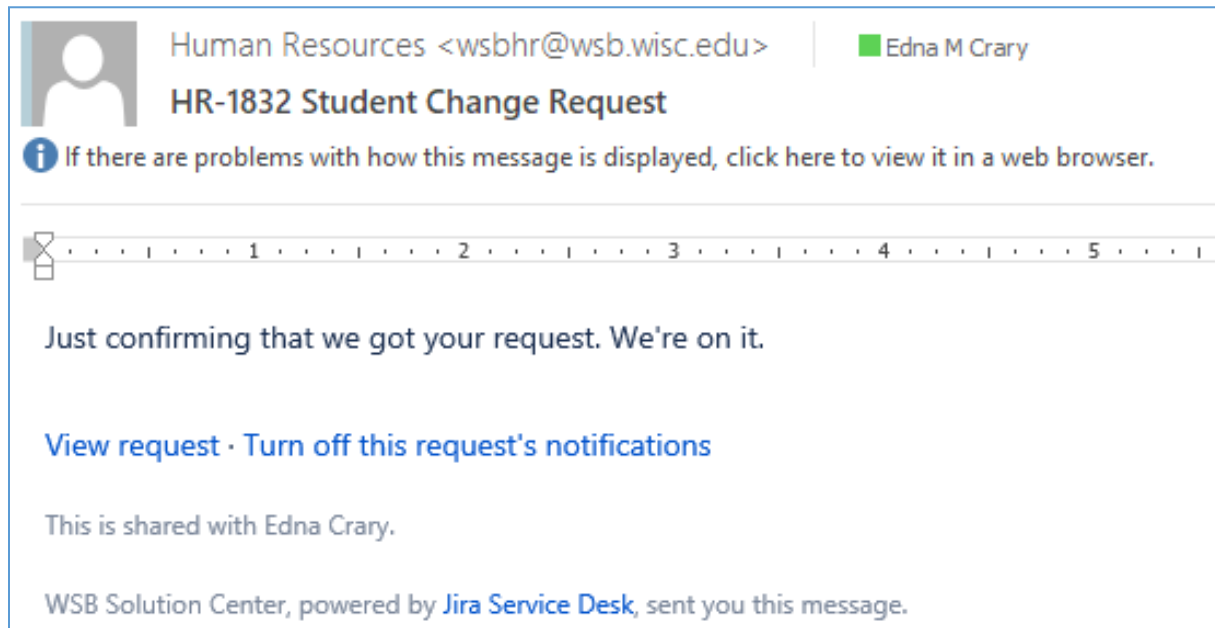 Human Resources <wsbhr@wsb.wisc.edu> Edna M Crary
HR-1832 Student Change Request
If there are problems with how this message is displayed, click here to view it in a web browser.
1 2 3 4 5
Just confirming that we got your request. We're on it.
View request · Turn off this request's notifications
This is shared with Edna Crary.
WSB Solution Center, powered by Jira Service Desk, sent you this message.